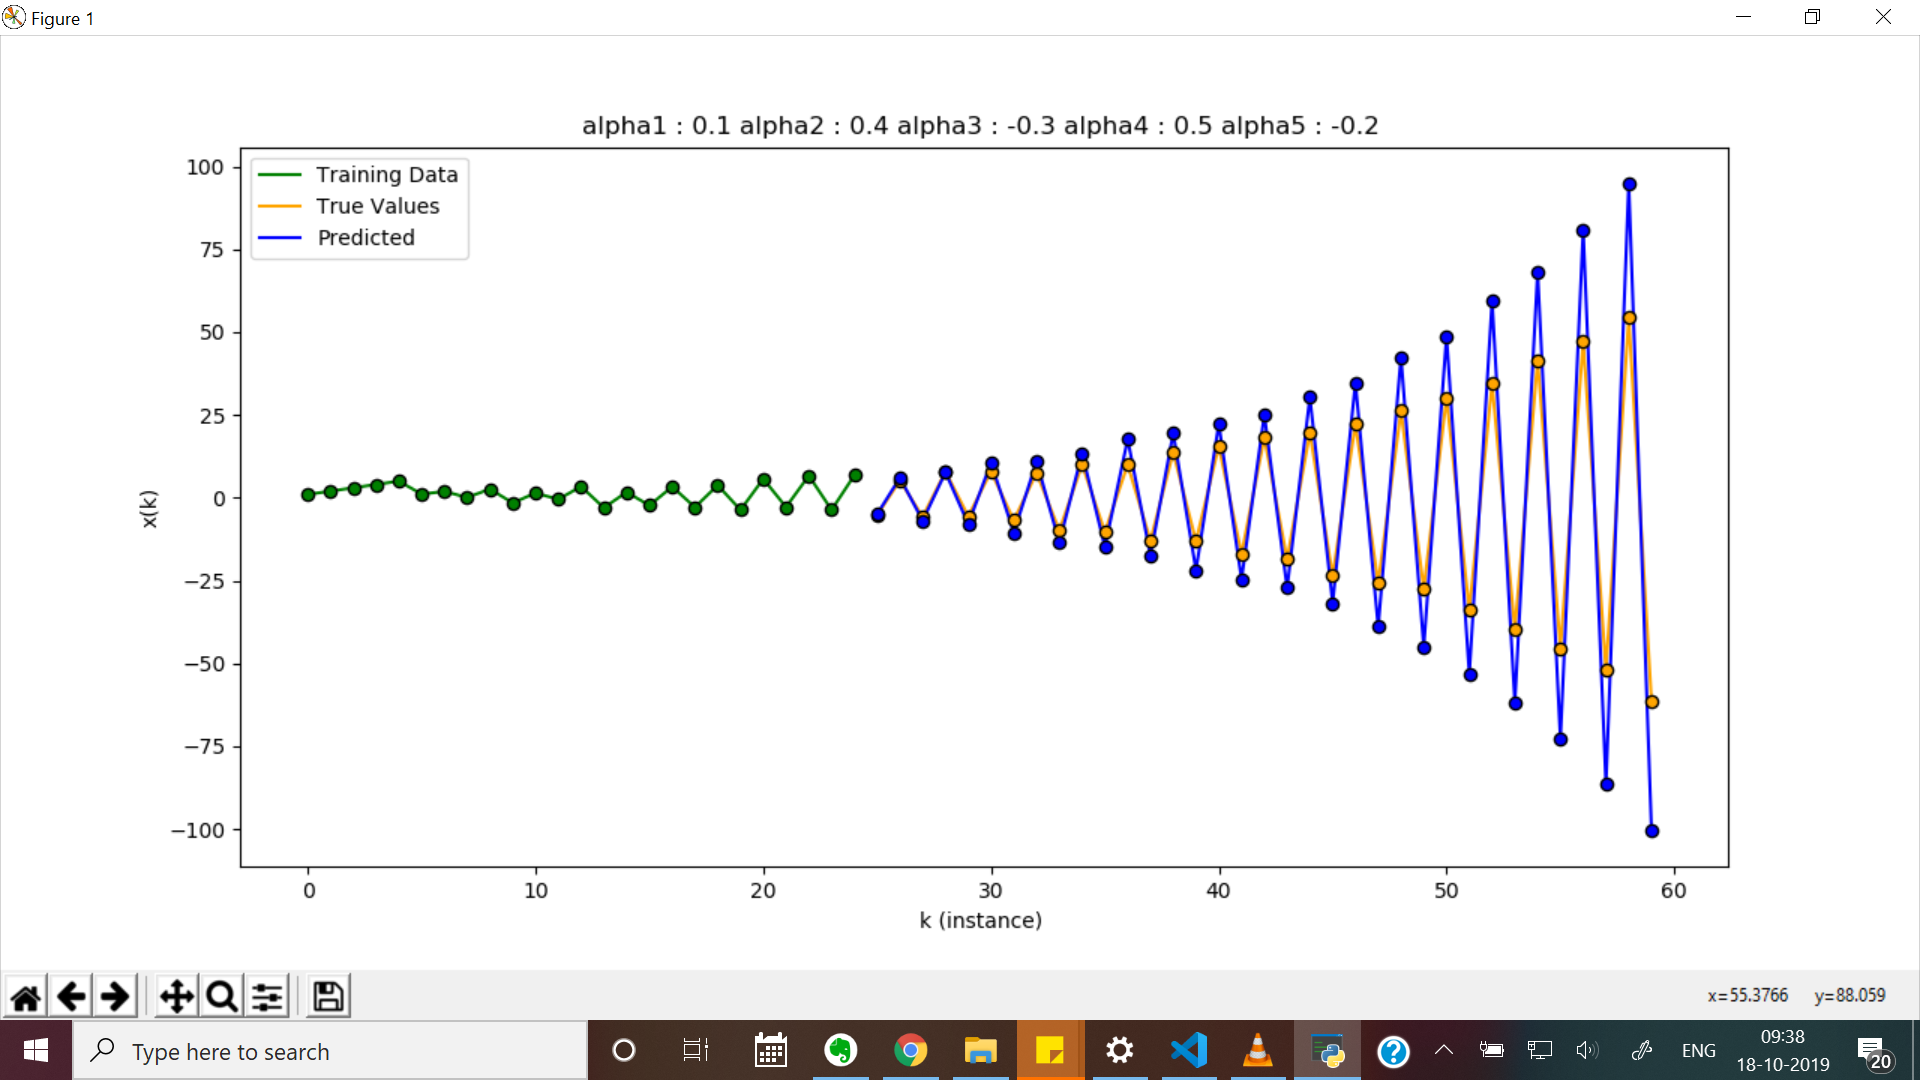 Figure 1
alpha1 : 0.1 alpha2 : 0.4 alpha3 : -0.3 alpha4 : 0.5 alpha5 : -0.2
Training Data
True Values
Predicted
100
75
50
25
0
−25
−50
−75
−100
x(k)
0 10 20 30 40 50 60
k (instance)
x=55.3766 y=88.059
Type here to search
ENG
09:38
18-10-2019
20